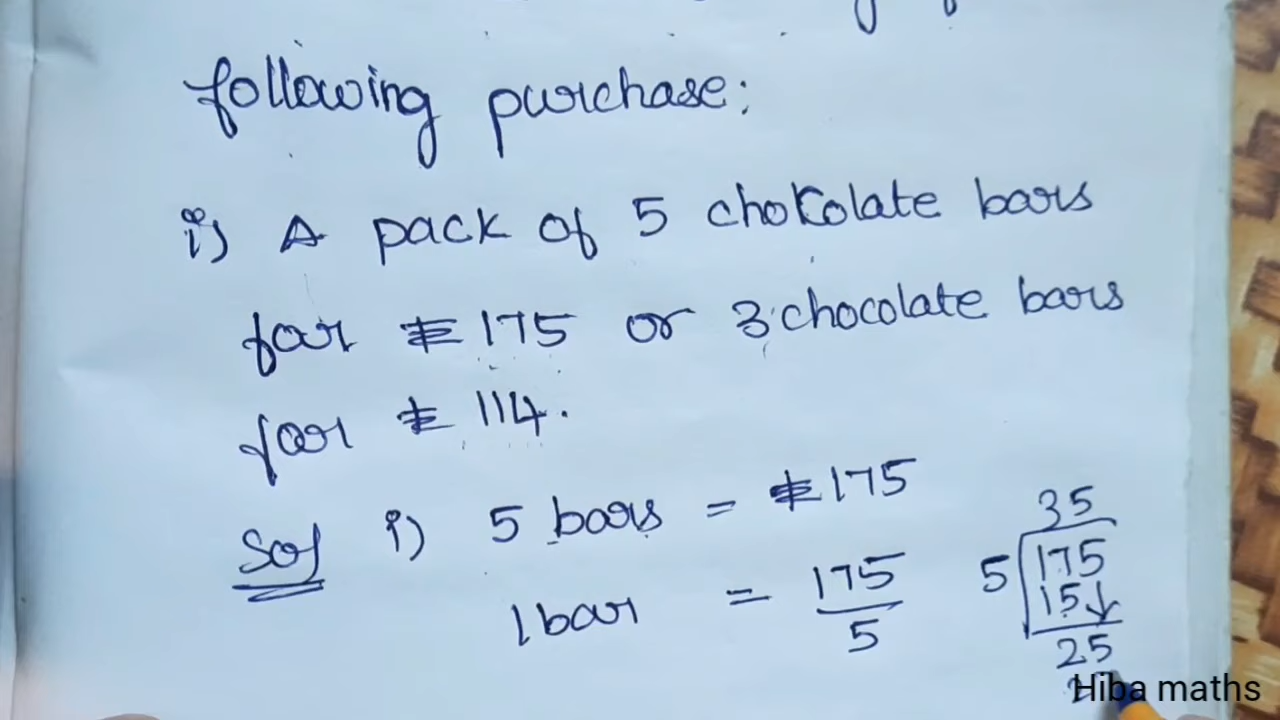 following purchase:
i) A pack of 5 chokolate bars
for ₹ 175 or 3 chocolate bars
for ₹ 114.
Sol i) 5 bars = ₹ 175
1 bar = 175/5
35
5 175
15
25
Hiba maths